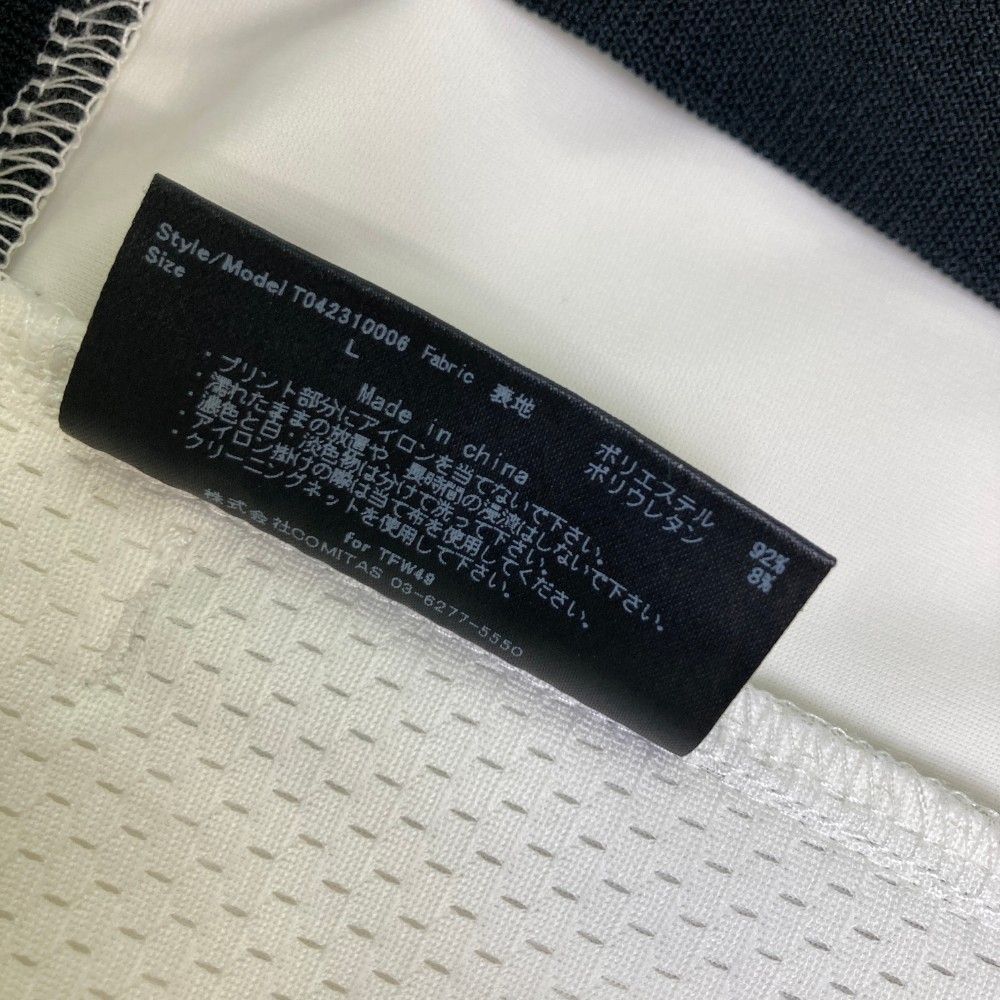 Style/Model T042310006 Fabric 表地 ポリエステル 92%
Size L ポリウレタン 8%
Made in china
・プリント部分にアイロンを当てないで下さい。
・濡れたままの放置や、長時間の浸漬はしないで下さい。
・濃色と白・淡色物は分けて洗って下さい。
・アイロン掛けの際は当て布を使用してください。
・クリーニングネットを使用して下さい。
for TFW49
株式会社COMITAS 03-6277-5550